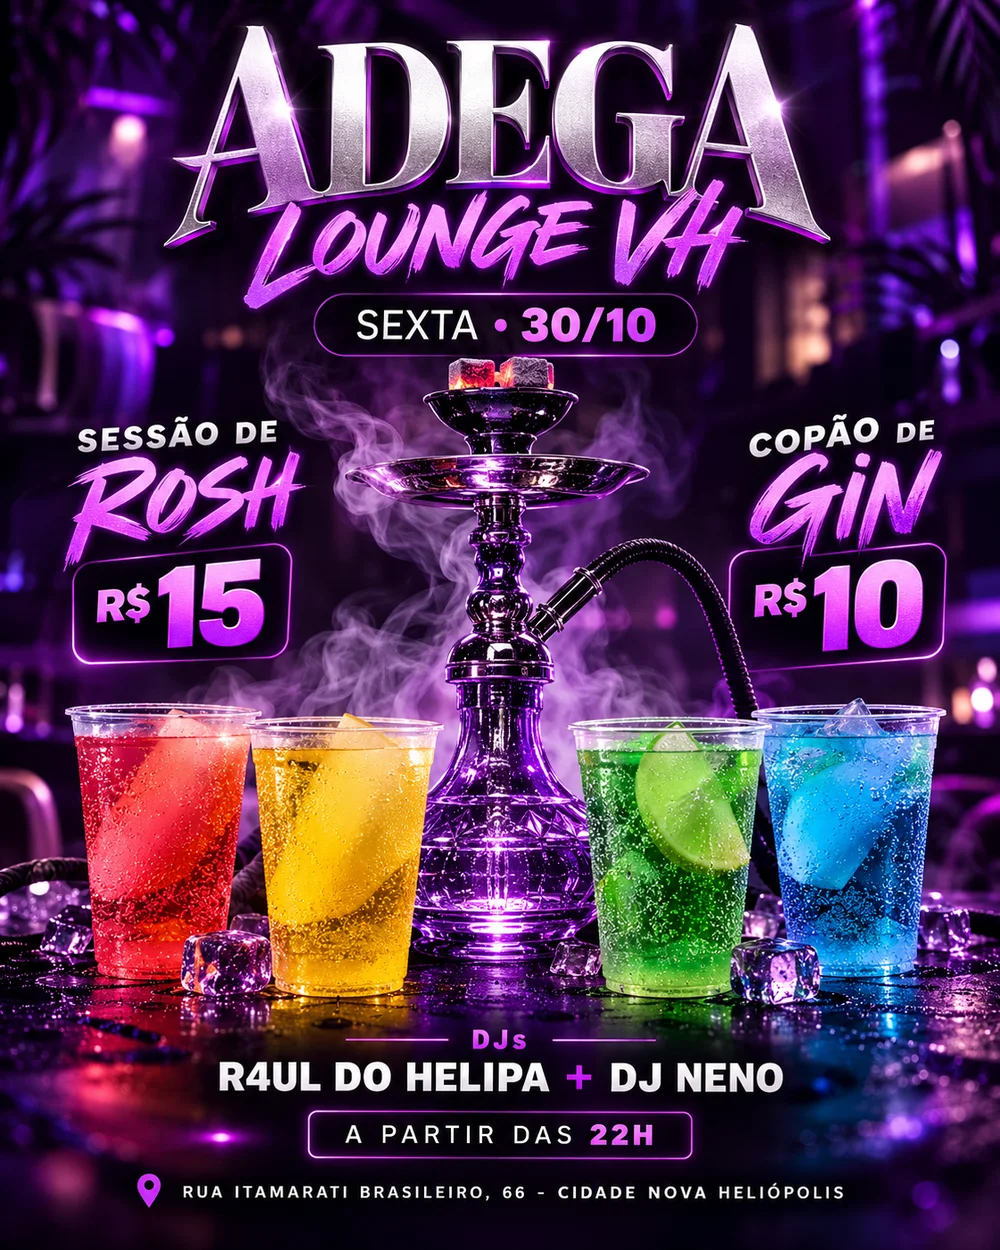 ADEGA
LOUNGE VH
SEXTA • 30/10
SESSÃO DE
ROSH
R$15
COPÃO DE
GiN
R$10
DJs
R4UL DO HELIPA + DJ NENO
A PARTIR DAS 22H
RUA ITAMARATI BRASILEIRO, 66 - CIDADE NOVA HELIÓPOLIS